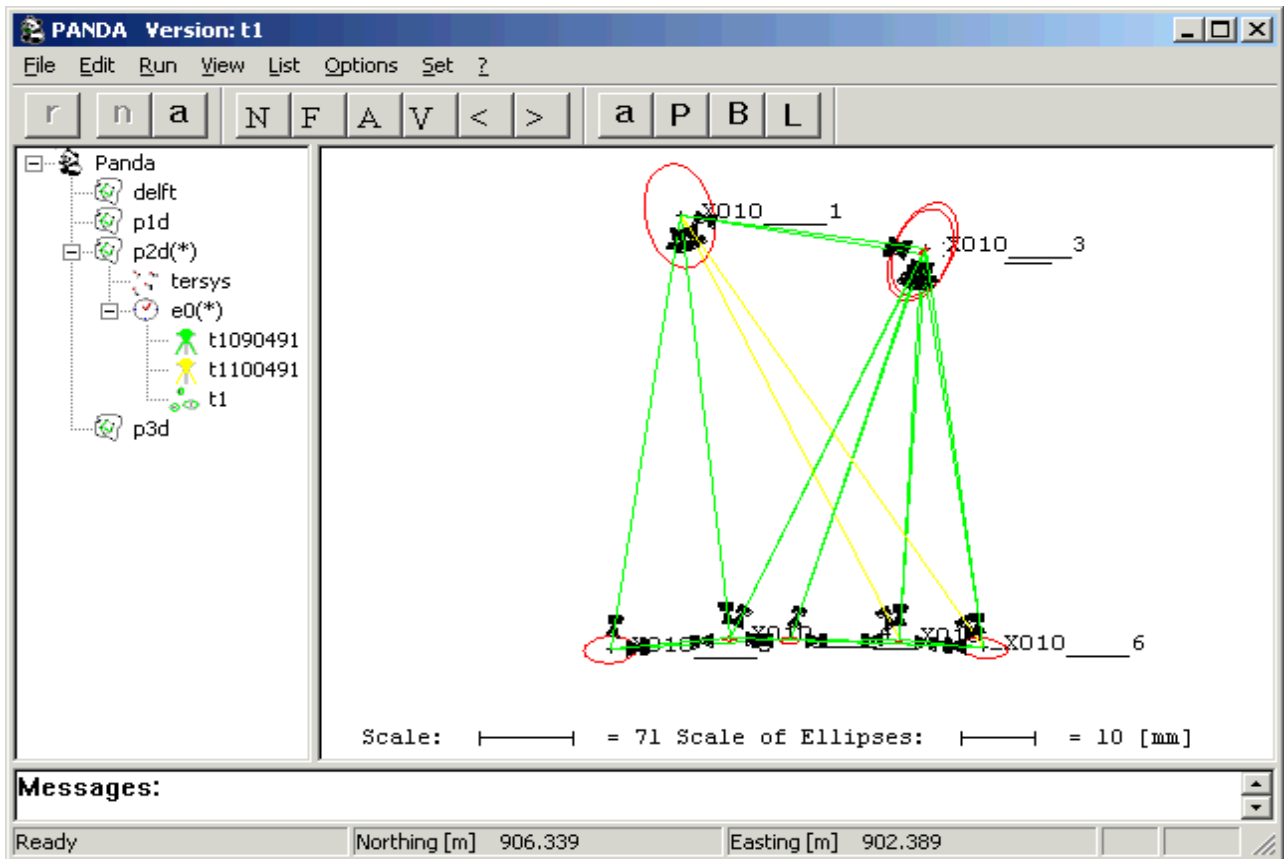 PANDA Version: t1
File Edit Run View List Options Set ?
r n a N F A V < > a P B L
Panda
delft
p1d
p2d(*)
tersys
e0(*)
t1090491
t1100491
t1
p3d
X010_____1
X010_____3
X010_____6
Scale: = 71 Scale of Ellipses: = 10 [mm]
Messages:
Ready Northing [m] 906.339 Easting [m] 902.389